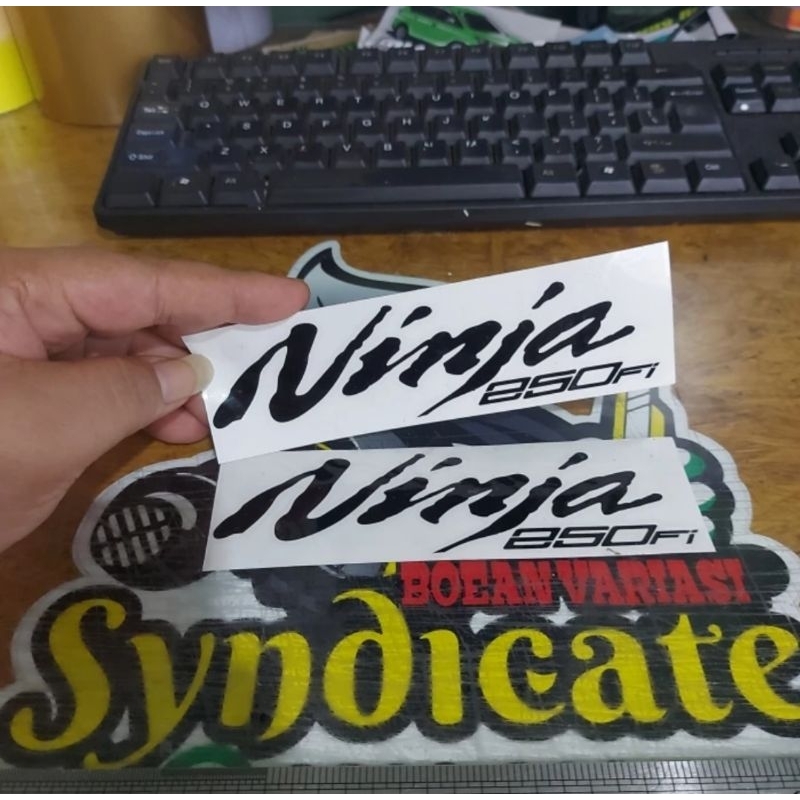 Q W E R T Y U I O P
S D F G H J K L
Z X C V B N M
Ninja
250Fi
Ninja
250Fi
BOEAN VARIASI
Syndicate